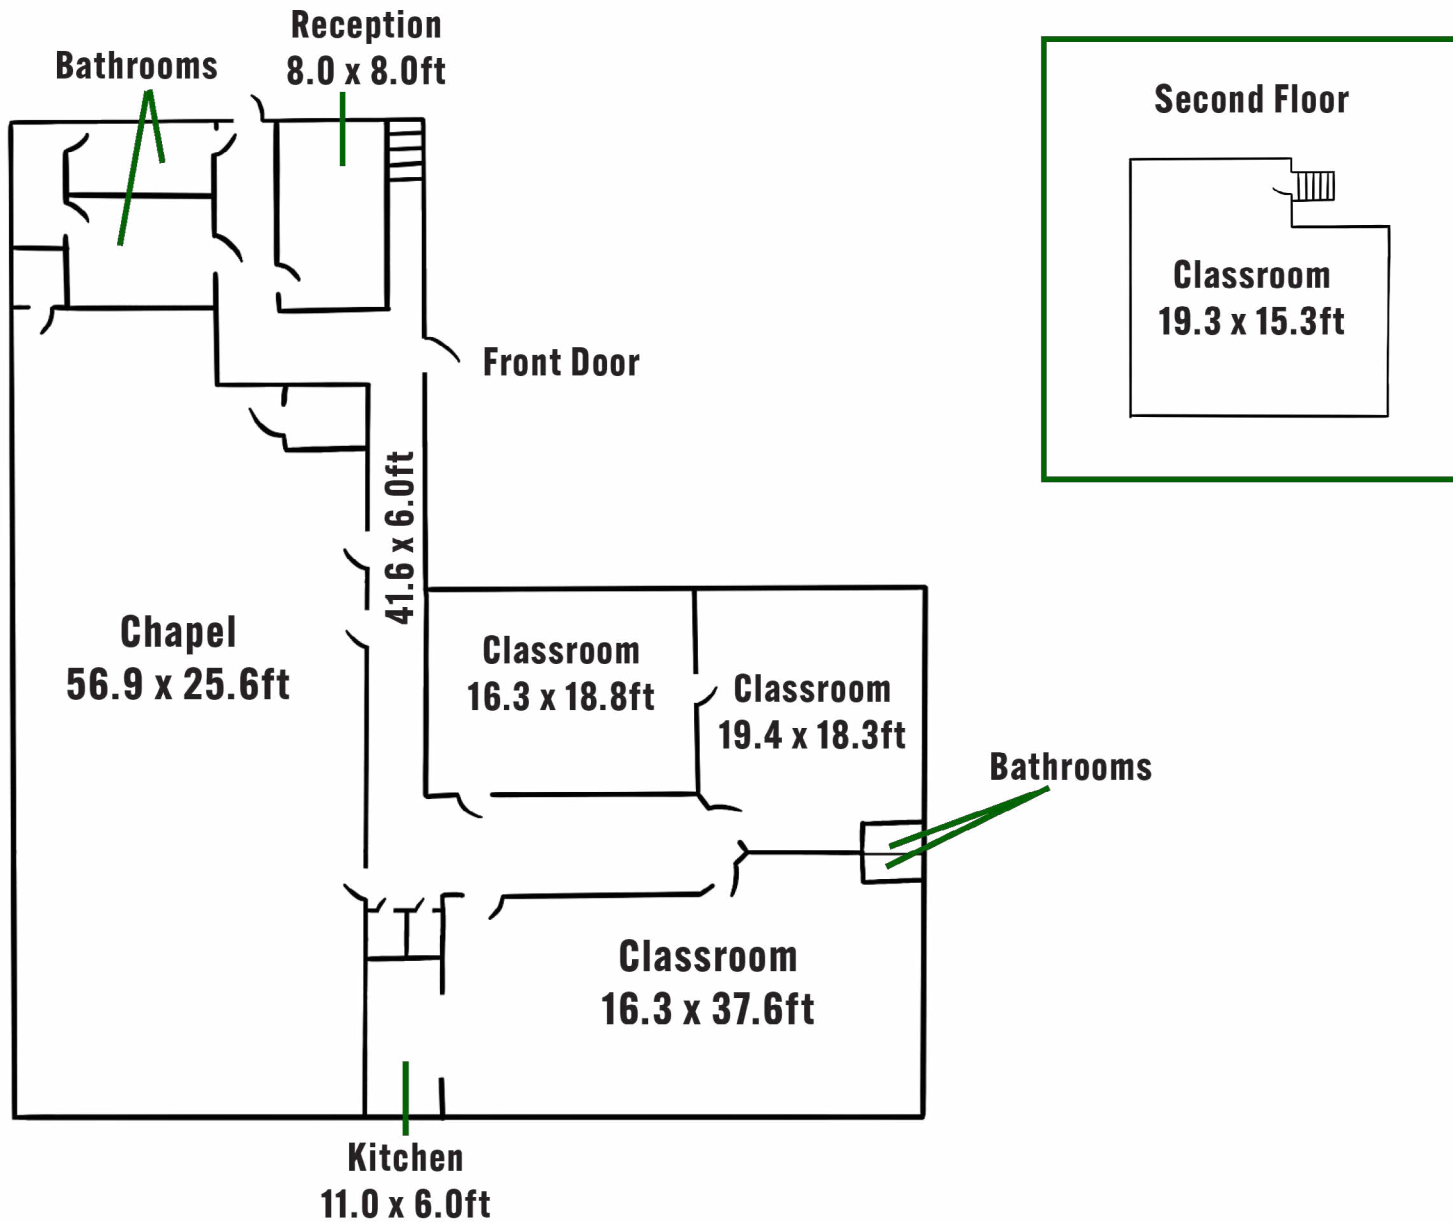 Reception
8.0 x 8.0ft
Bathrooms
Second Floor
Classroom
19.3 x 15.3ft
Front Door
41.6 x 6.0ft
Chapel
56.9 x 25.6ft
Classroom
16.3 x 18.8ft
Classroom
19.4 x 18.3ft
Bathrooms
Classroom
16.3 x 37.6ft
Kitchen
11.0 x 6.0ft